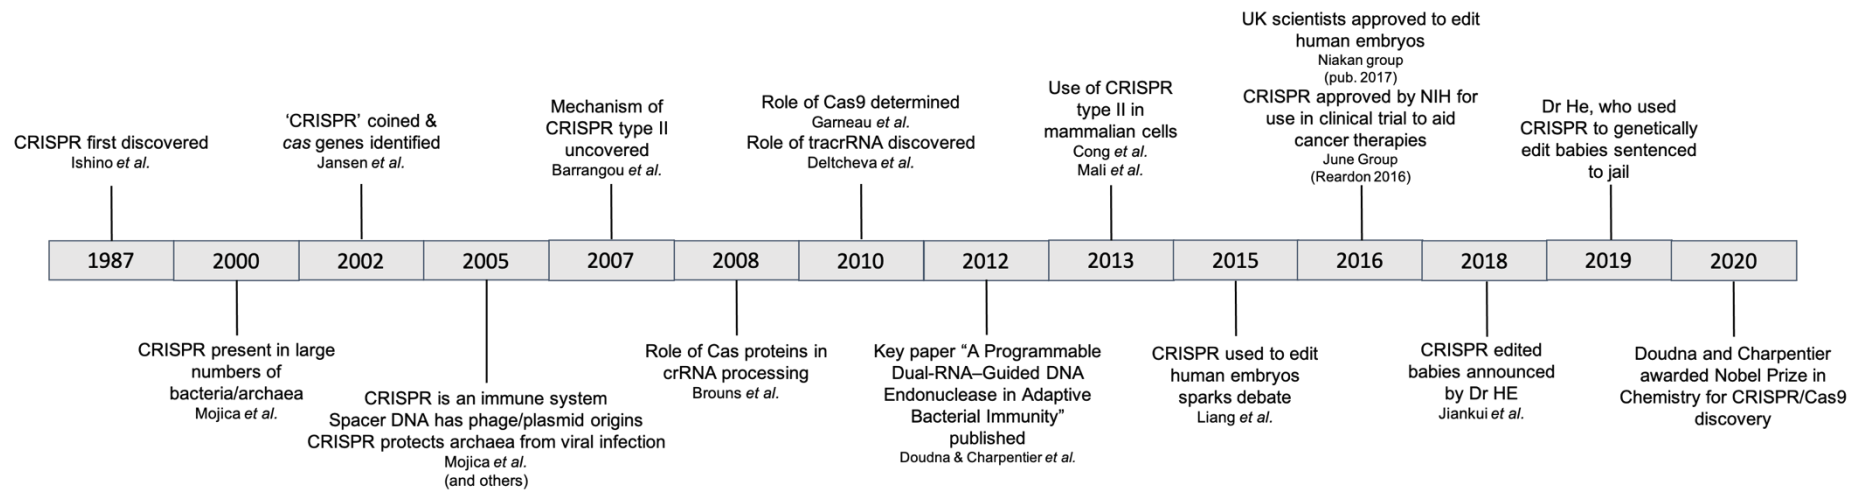 CRISPR first discovered
Ishino et al.
‘CRISPR’ coined &
cas genes identified
Jansen et al.
Mechanism of
CRISPR type II
uncovered
Barrangou et al.
Role of Cas9 determined
Garneau et al.
Role of tracrRNA discovered
Deltcheva et al.
Use of CRISPR
type II in
mammalian cells
Cong et al.
Mali et al.
UK scientists approved to edit
human embryos
Niakan group
(pub. 2017)
CRISPR approved by NIH for
use in clinical trial to aid
cancer therapies
June Group
(Reardon 2016)
Dr He, who used
CRISPR to genetically
edit babies sentenced
to jail
1987 2000 2002 2005 2007 2008 2010 2012 2013 2015 2016 2018 2019 2020
CRISPR present in large
numbers of
bacteria/archaea
Mojica et al.
CRISPR is an immune system
Spacer DNA has phage/plasmid origins
CRISPR protects archaea from viral infection
Mojica et al.
(and others)
Role of Cas proteins in
crRNA processing
Brouns et al.
Key paper “A Programmable
Dual-RNA–Guided DNA
Endonuclease in Adaptive
Bacterial Immunity”
published
Doudna & Charpentier et al.
CRISPR used to edit
human embryos
sparks debate
Liang et al.
CRISPR edited
babies announced
by Dr HE
Jiankui et al.
Doudna and Charpentier
awarded Nobel Prize in
Chemistry for CRISPR/Cas9
discovery